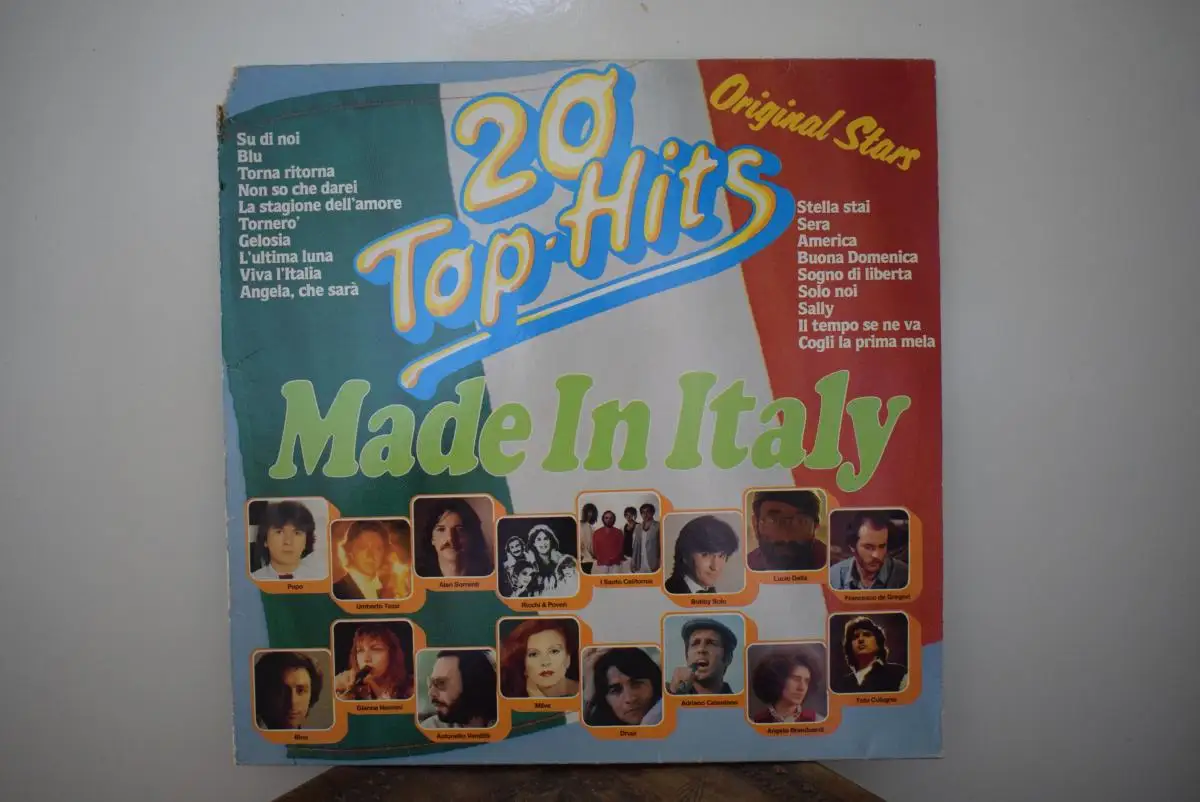 20
Top-Hits
Original Stars
Su di noi
Blu
Torna ritorna
Non so che darei
La stagione dell'amore
Tornero'
Gelosia
L'ultima luna
Viva l'Italia
Angela, che sarà
Stella stai
Sera
America
Buona Domenica
Sogno di liberta
Solo noi
Sally
Il tempo se ne va
Cogli la prima mela
Made In Italy
Pupo
Umberto Tozzi
Alan Sorrenti
Ricchi & Poveri
I Santo California
Bobby Solo
Lucio Dalla
Francesco de Gregori
Gianna Nannini
Antonello Venditti
Milva
Drupi
Adriano Celentano
Angelo Branduardi
Toto Cutugno